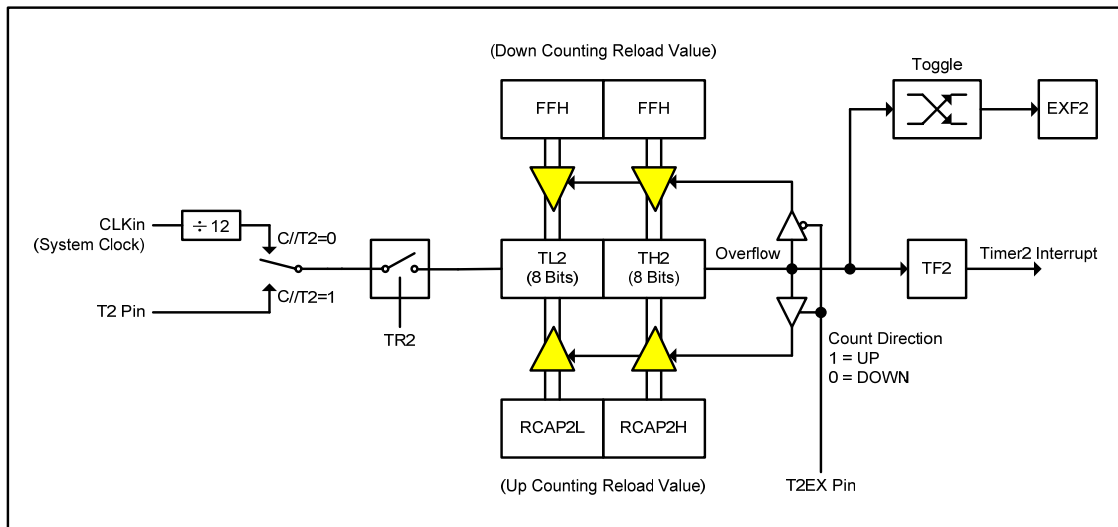 (Down Counting Reload Value)
Toggle
FFH
FFH
EXF2
CLKin
(System Clock)
÷ 12
C//T2=0
C//T2=1
T2 Pin
TR2
TL2
(8 Bits)
TH2
(8 Bits)
Overflow
TF2
Timer2 Interrupt
Count Direction
1 = UP
0 = DOWN
RCAP2L
RCAP2H
(Up Counting Reload Value)
T2EX Pin